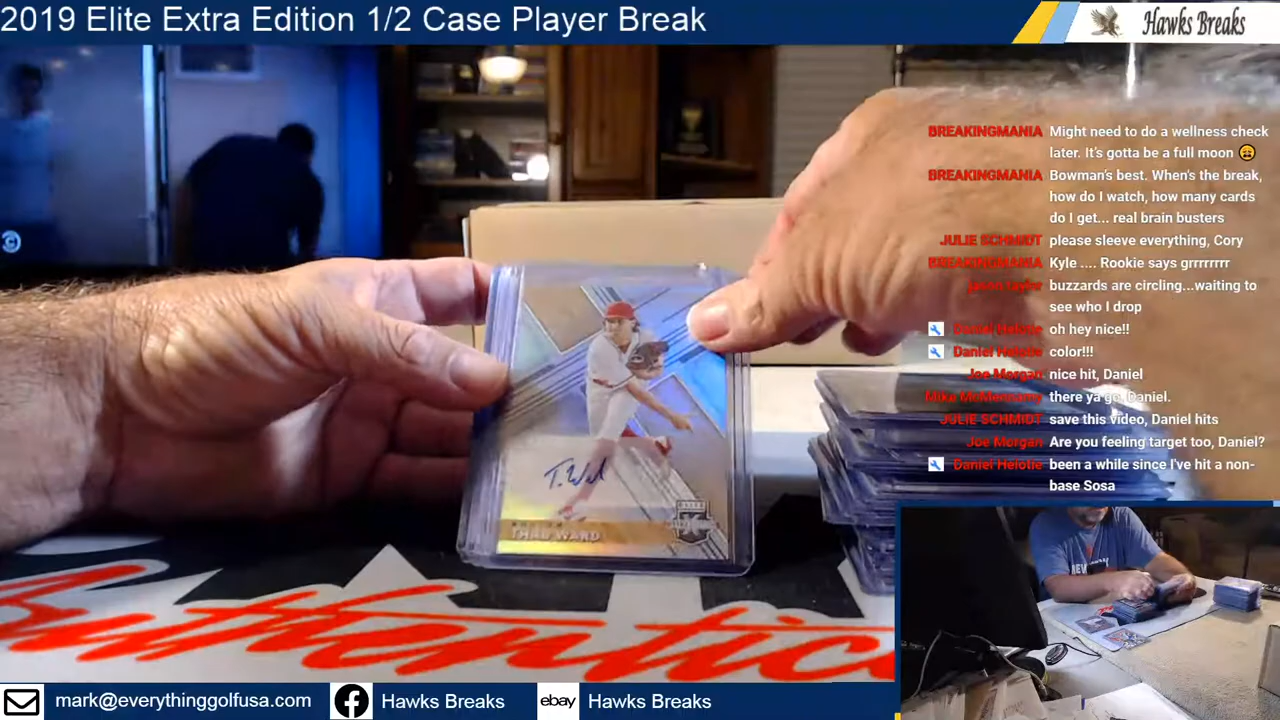 2019 Elite Extra Edition 1/2 Case Player Break
Hawks Breaks
BREAKINGMANIA Might need to do a wellness check
later. It's gotta be a full moon
BREAKINGMANIA Bowman's best. When's the break,
how do I watch, how many cards
do I get... real brain busters
JULIE SCHMIDT please sleeve everything, Cory
BREAKINGMANIA Kyle .... Rookie says grrrrrrrr
buzzards are circling...waiting to
see who I drop
Daniel oh hey nice!!
Daniel color!!!
Joe Morgan nice hit, Daniel
Mike there ya go, Daniel.
JULIE SCHMIDT save this video, Daniel hits
Joe Morgan Are you feeling target too, Daniel?
Daniel been a while since I've hit a non-
base Sosa
T. Wad
THAD WARD
Authentic
mark@everythinggolfusa.com
Hawks Breaks
ebay
Hawks Breaks